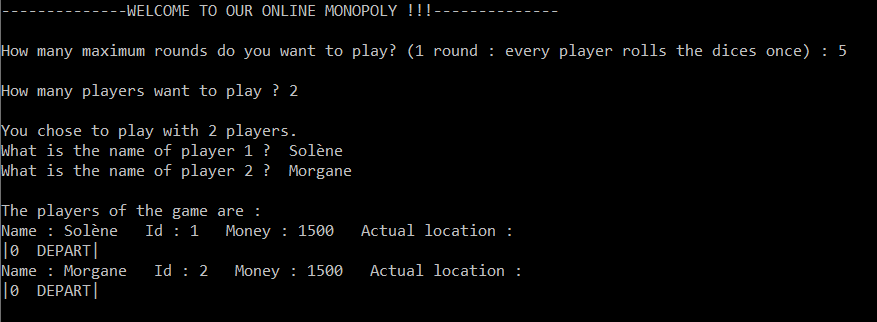 --------------WELCOME TO OUR ONLINE MONOPOLY !!!--------------
How many maximum rounds do you want to play? (1 round : every player rolls the dices once) : 5
How many players want to play ? 2
You chose to play with 2 players.
What is the name of player 1 ?  Solène
What is the name of player 2 ?  Morgane
The players of the game are :
Name : Solène   Id : 1   Money : 1500   Actual location :
|0  DEPART|
Name : Morgane   Id : 2   Money : 1500   Actual location :
|0  DEPART|